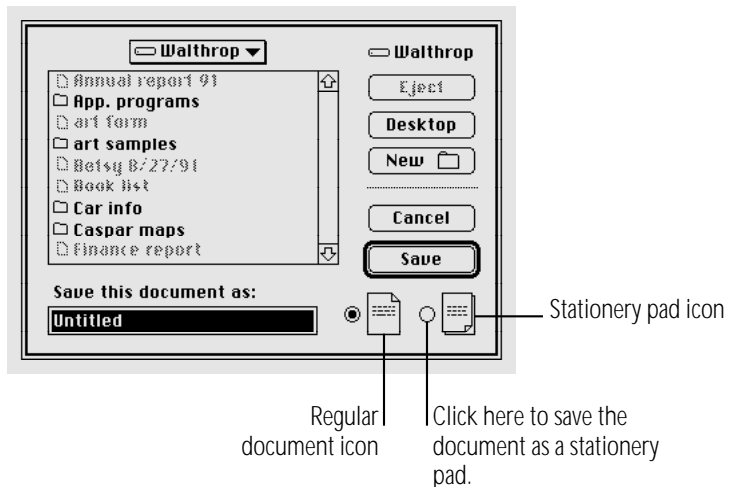 Walthrop
Walthrop
Annual report 91
App. programs
art form
art samples
Betsy 8/27/91
Book list
Car info
Caspar maps
Finance report
Eject
Desktop
New
Cancel
Save
Save this document as:
Untitled
Stationery pad icon
Regular
document icon
Click here to save the
document as a stationery
pad.